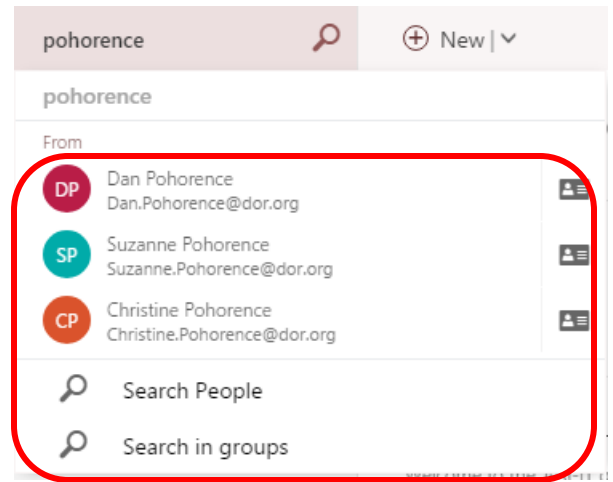 pohorence
New
pohorence
From
DP
Dan Pohorence
Dan.Pohorence@dor.org
SP
Suzanne Pohorence
Suzanne.Pohorence@dor.org
CP
Christine Pohorence
Christine.Pohorence@dor.org
Search People
Search in groups